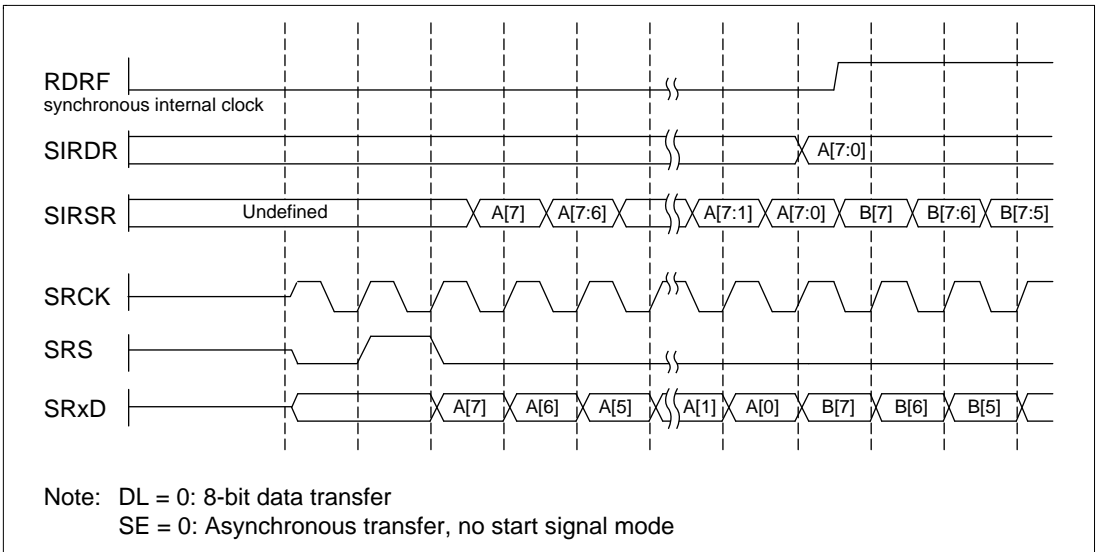 RDRF
synchronous internal clock
SIRDR A[7:0]
SIRSR Undefined A[7] A[7:6] A[7:1] A[7:0] B[7] B[7:6] B[7:5]
SRCK
SRS
SRxD A[7] A[6] A[5] A[1] A[0] B[7] B[6] B[5]
Note: DL = 0: 8-bit data transfer
SE = 0: Asynchronous transfer, no start signal mode